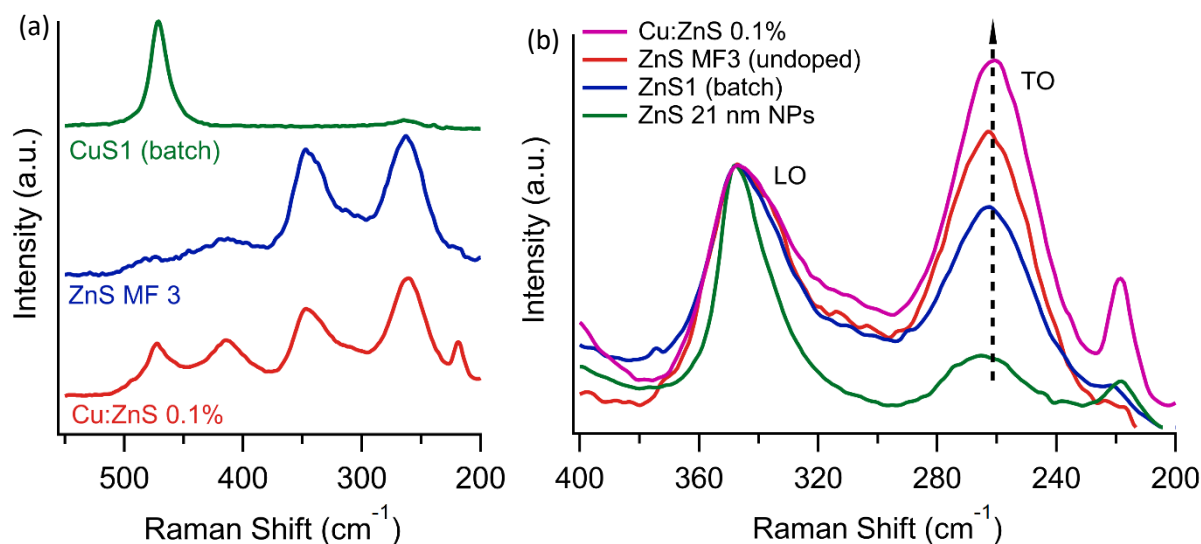 (a)
CuS1 (batch)
ZnS MF 3
Cu:ZnS 0.1%
Intensity (a.u.)
500 400 300 200
Raman Shift (cm⁻¹)
(b)
Cu:ZnS 0.1%
ZnS MF3 (undoped)
ZnS1 (batch)
ZnS 21 nm NPs
TO
LO
Intensity (a.u.)
400 360 320 280 240 200
Raman Shift (cm⁻¹)